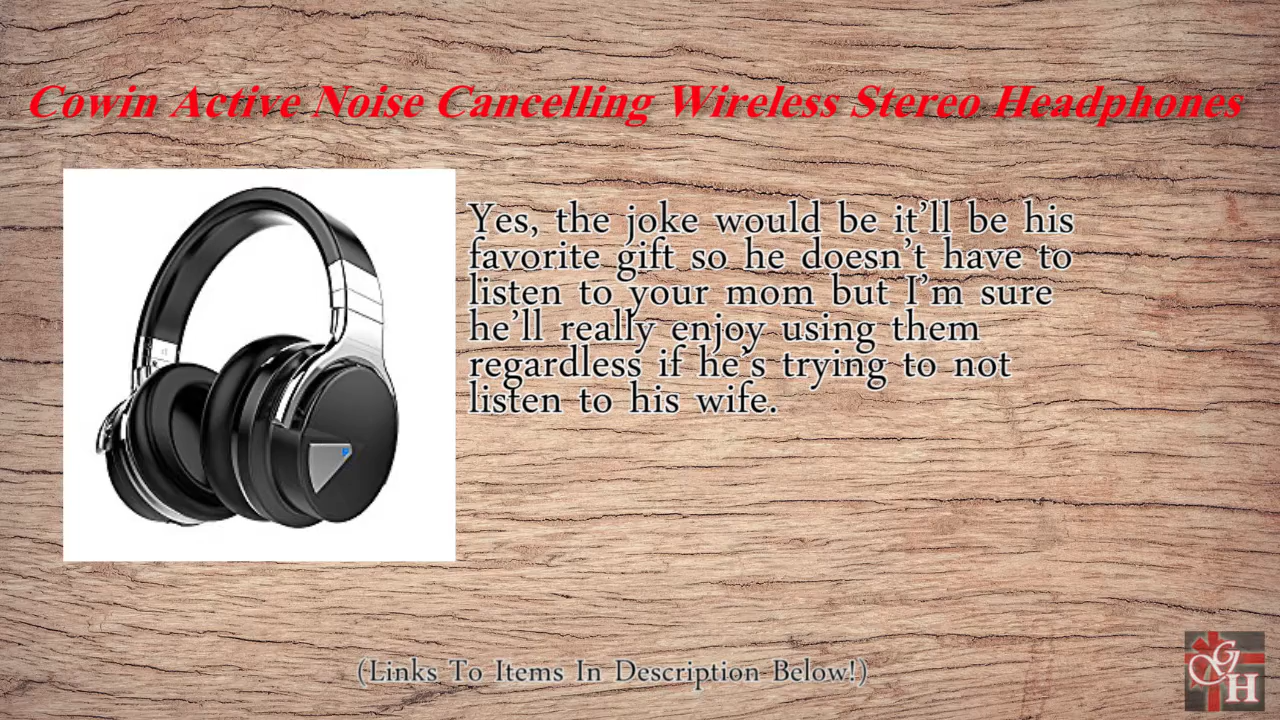 Cowin Active Noise Cancelling Wireless Stereo Headphones
Yes, the joke would be it'll be his
favorite gift so he doesn't have to
listen to your mom but I'm sure
he'll really enjoy using them
regardless if he's trying to not
listen to his wife.
(Links To Items In Description Below!)
GH